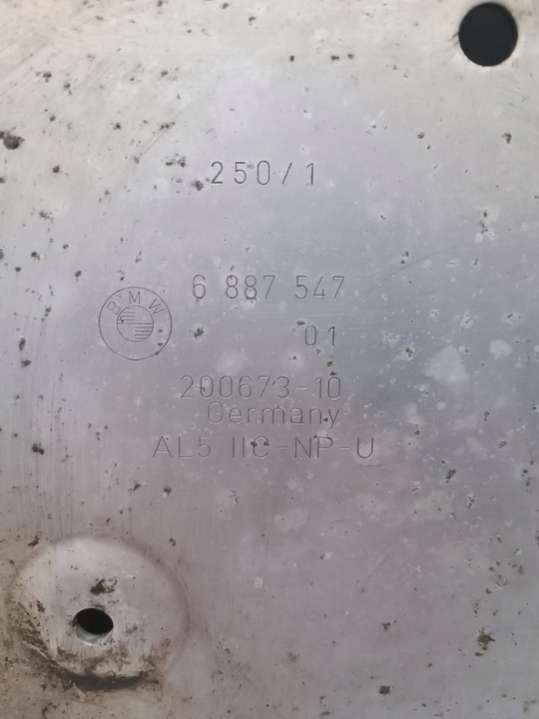 250/1
6 887 547
BMW
01
200673-10
Germany
AL5 IIC-NP-U